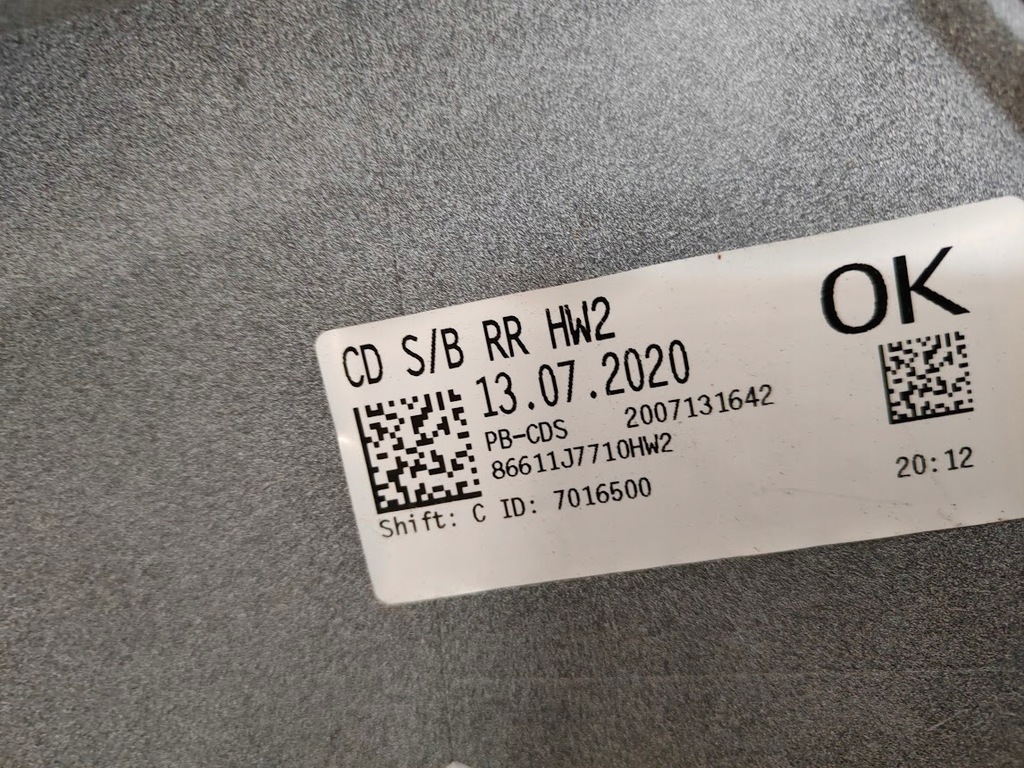 CD S/B RR HW2
OK
13.07.2020
PB-CDS 2007131642
86611J7710HW2
20:12
Shift: C ID: 7016500